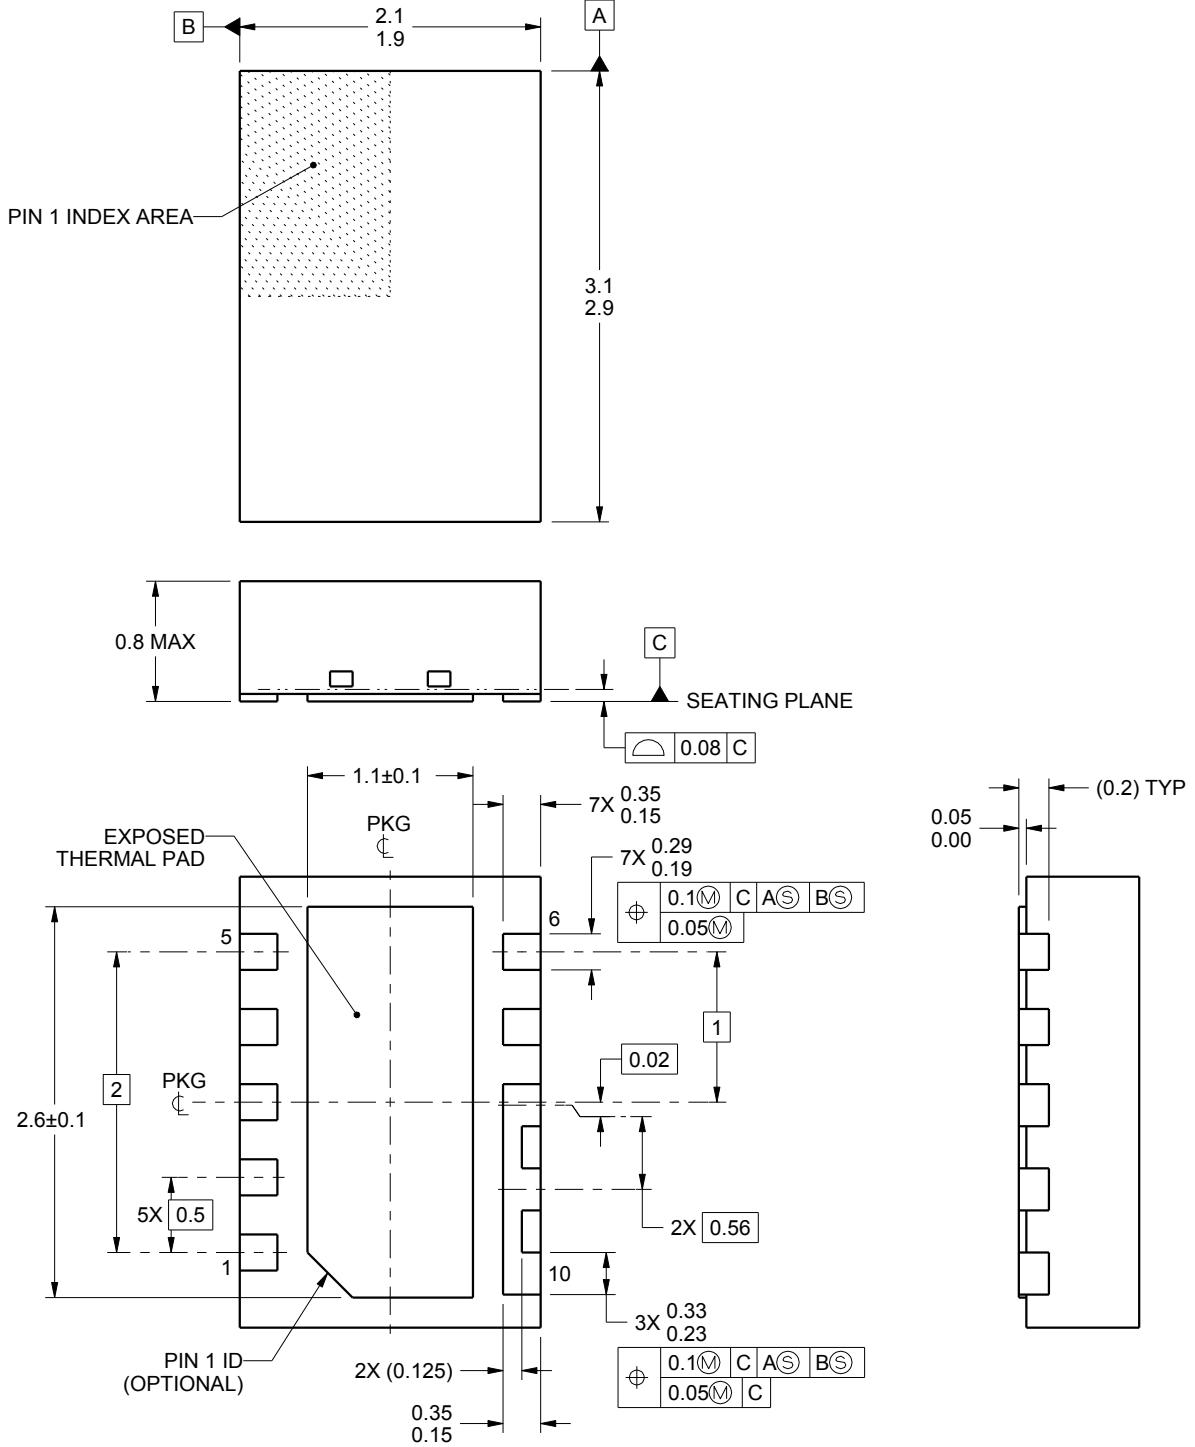 B
2.1
1.9
A
PIN 1 INDEX AREA
3.1
2.9
0.8 MAX
C
SEATING PLANE
0.08 C
1.1±0.1
7X 0.35
0.15
(0.2) TYP
0.05
0.00
EXPOSED
THERMAL PAD
PKG
7X 0.29
0.19
0.1Ⓜ C AⓈ BⓈ
0.05Ⓜ
5
6
1
0.02
2
PKG
2.6±0.1
5X 0.5
2X 0.56
1
10
3X 0.33
0.23
0.1Ⓜ C AⓈ BⓈ
0.05Ⓜ C
PIN 1 ID
(OPTIONAL)
2X (0.125)
0.35
0.15